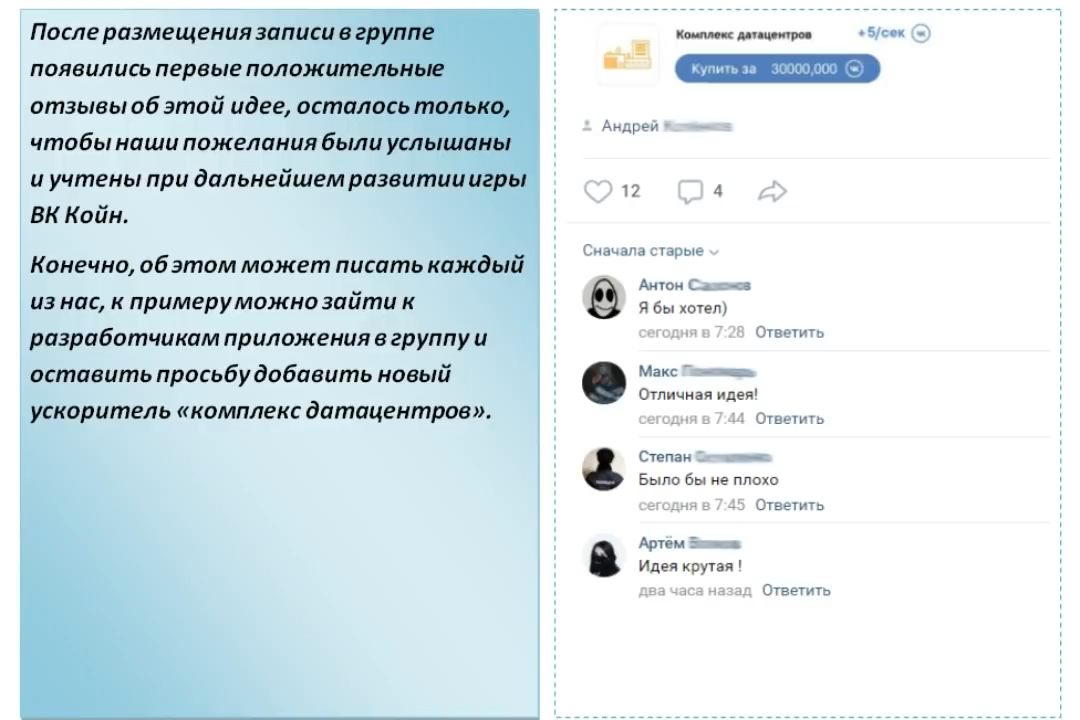 После размещения записи в группе
появились первые положительные
отзывы об этой идее, осталось только,
чтобы наши пожелания были услышаны
и учтены при дальнейшем развитии игры
ВК Койн.
Конечно, об этом может писать каждый
из нас, к примеру можно зайти к
разработчикам приложения в группу и
оставить просьбу добавить новый
ускоритель «комплекс датацентров».
Комплекс датацентров +5/сек
Купить за 30000,000
Андрей
12 4
Сначала старые
Антон
Я бы хотел)
сегодня в 7:28 Ответить
Макс
Отличная идея!
сегодня в 7:44 Ответить
Степан
Было бы не плохо
сегодня в 7:45 Ответить
Артём
Идея крутая !
два часа назад Ответить